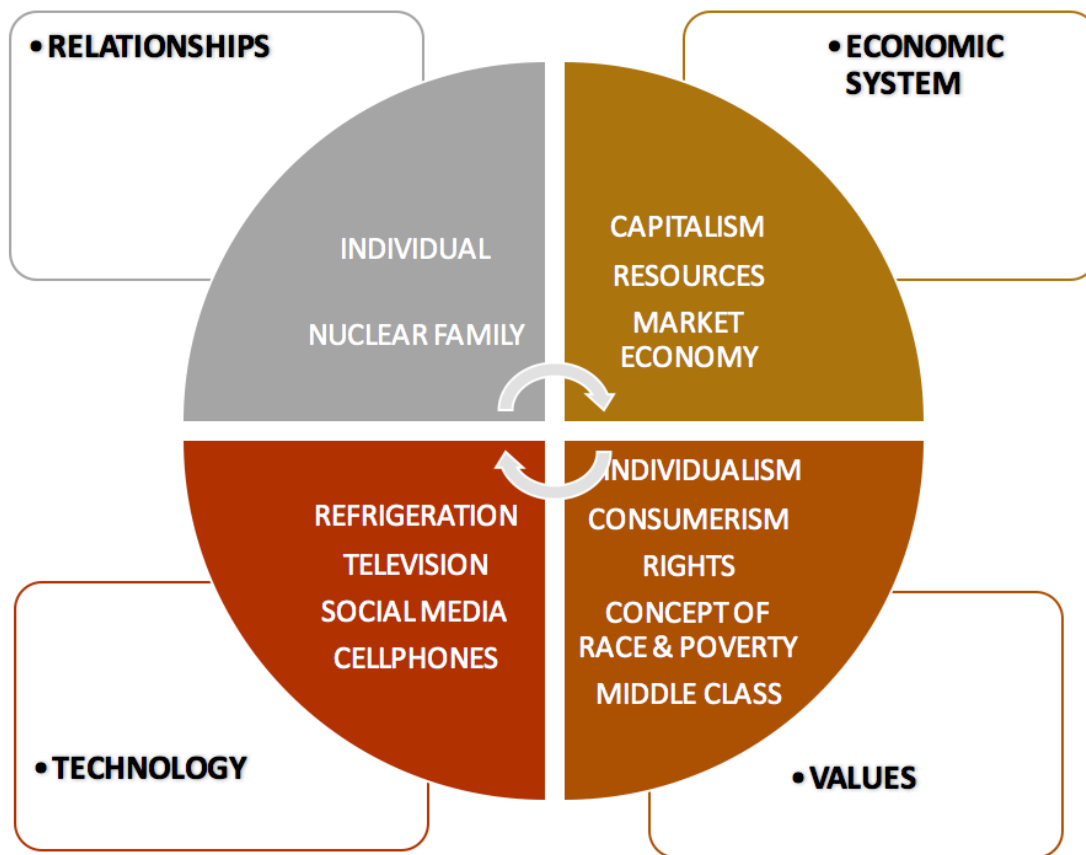 • RELATIONSHIPS
• ECONOMIC
SYSTEM
INDIVIDUAL
NUCLEAR FAMILY
CAPITALISM
RESOURCES
MARKET
ECONOMY
REFRIGERATION
TELEVISION
SOCIAL MEDIA
CELLPHONES
INDIVIDUALISM
CONSUMERISM
RIGHTS
CONCEPT OF
RACE & POVERTY
MIDDLE CLASS
• TECHNOLOGY
• VALUES